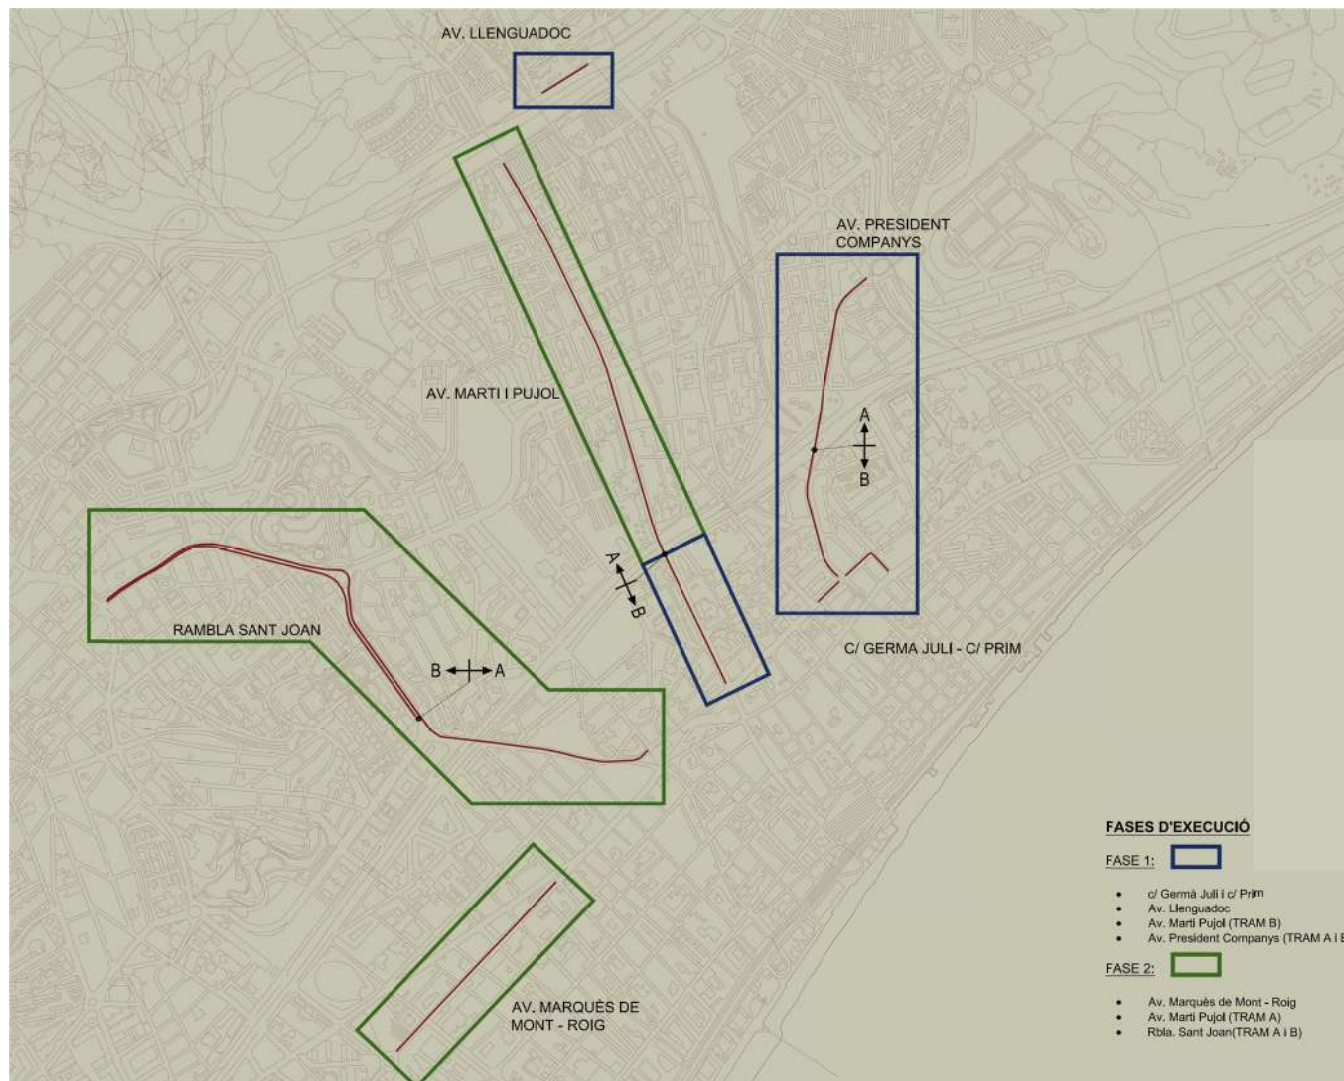 AV. LLENGUADOC
AV. PRESIDENT
COMPANYS
AV. MARTI I PUJOL
A
B
A
B
RAMBLA SANT JOAN
B
A
C/ GERMA JULI - C/ PRIM
AV. MARQUÈS DE
MONT - ROIG
FASES D'EXECUCIÓ
FASE 1:
• c/ Germà Juli i c/ Prim
• Av. Llenguadoc
• Av. Marti Pujol (TRAM B)
• Av. President Companys (TRAM A i B
FASE 2:
• Av. Marquès de Mont - Roig
• Av. Marti Pujol (TRAM A)
• Rbla. Sant Joan(TRAM A i B)